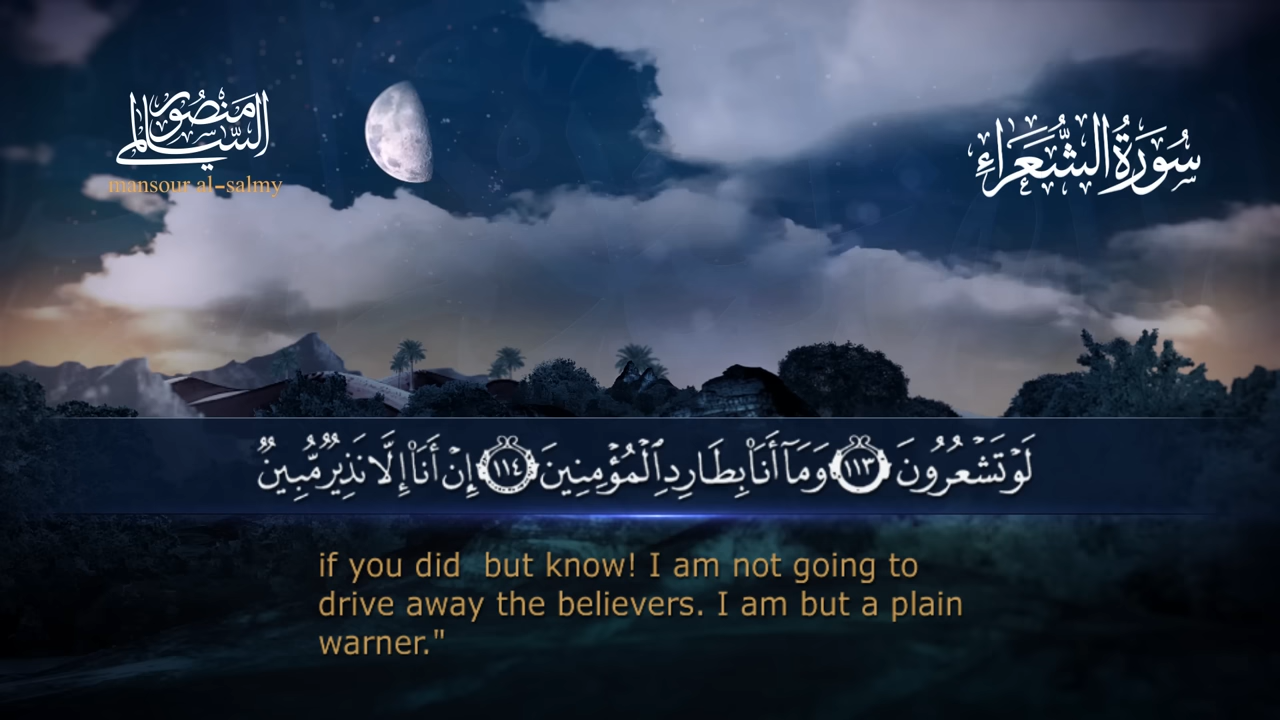 منصور السالمي
mansour al-salmy
سُورَةُ الشُّعَرَاءِ
لَوْ تَشْعُرُونَ ١١٣ وَمَآ أَنَا۠ بِطَارِدِ ٱلْمُؤْمِنِينَ ١١٤ إِنْ أَنَا۠ إِلَّا نَذِيرٌ مُّبِينٌ
if you did but know! I am not going to
drive away the believers. I am but a plain
warner."